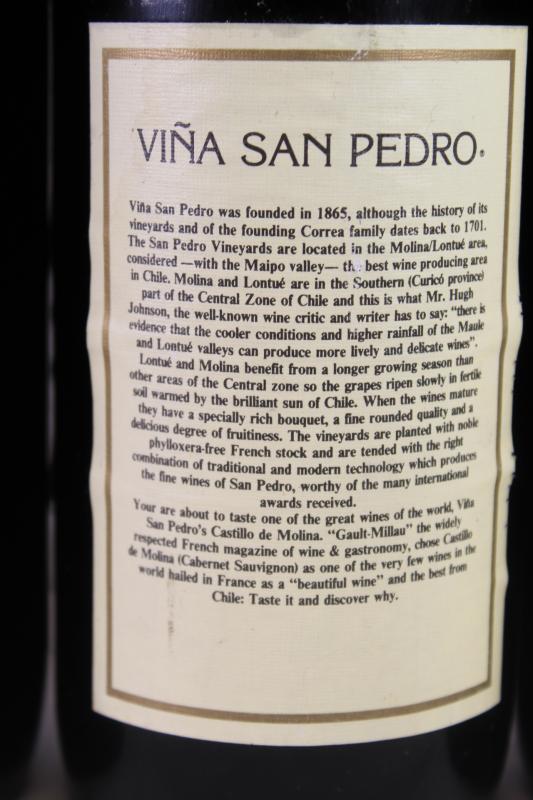 VIÑA SAN PEDRO.
Viña San Pedro was founded in 1865, although the history of its
vineyards and of the founding Correa family dates back to 1701.
The San Pedro Vineyards are located in the Molina/Lontué area,
considered —with the Maipo valley— the best wine producing area
in Chile. Molina and Lontué are in the Southern (Curicó province)
part of the Central Zone of Chile and this is what Mr. Hugh
Johnson, the well-known wine critic and writer has to say: “there is
evidence that the cooler conditions and higher rainfall of the Maule
and Lontué valleys can produce more lively and delicate wines”.
Lontué and Molina benefit from a longer growing season than
other areas of the Central zone so the grapes ripen slowly in fertile
soil warmed by the brilliant sun of Chile. When the wines mature
they have a specially rich bouquet, a fine rounded quality and a
delicious degree of fruitiness. The vineyards are planted with noble
phylloxera-free French stock and are tended with the right
combination of traditional and modern technology which produces
the fine wines of San Pedro, worthy of the many international
awards received.
Your are about to taste one of the great wines of the world, Viña
San Pedro's Castillo de Molina. “Gault-Millau” the widely
respected French magazine of wine & gastronomy, chose Castillo
de Molina (Cabernet Sauvignon) as one of the very few wines in the
world hailed in France as a “beautiful wine” and the best from
Chile: Taste it and discover why.